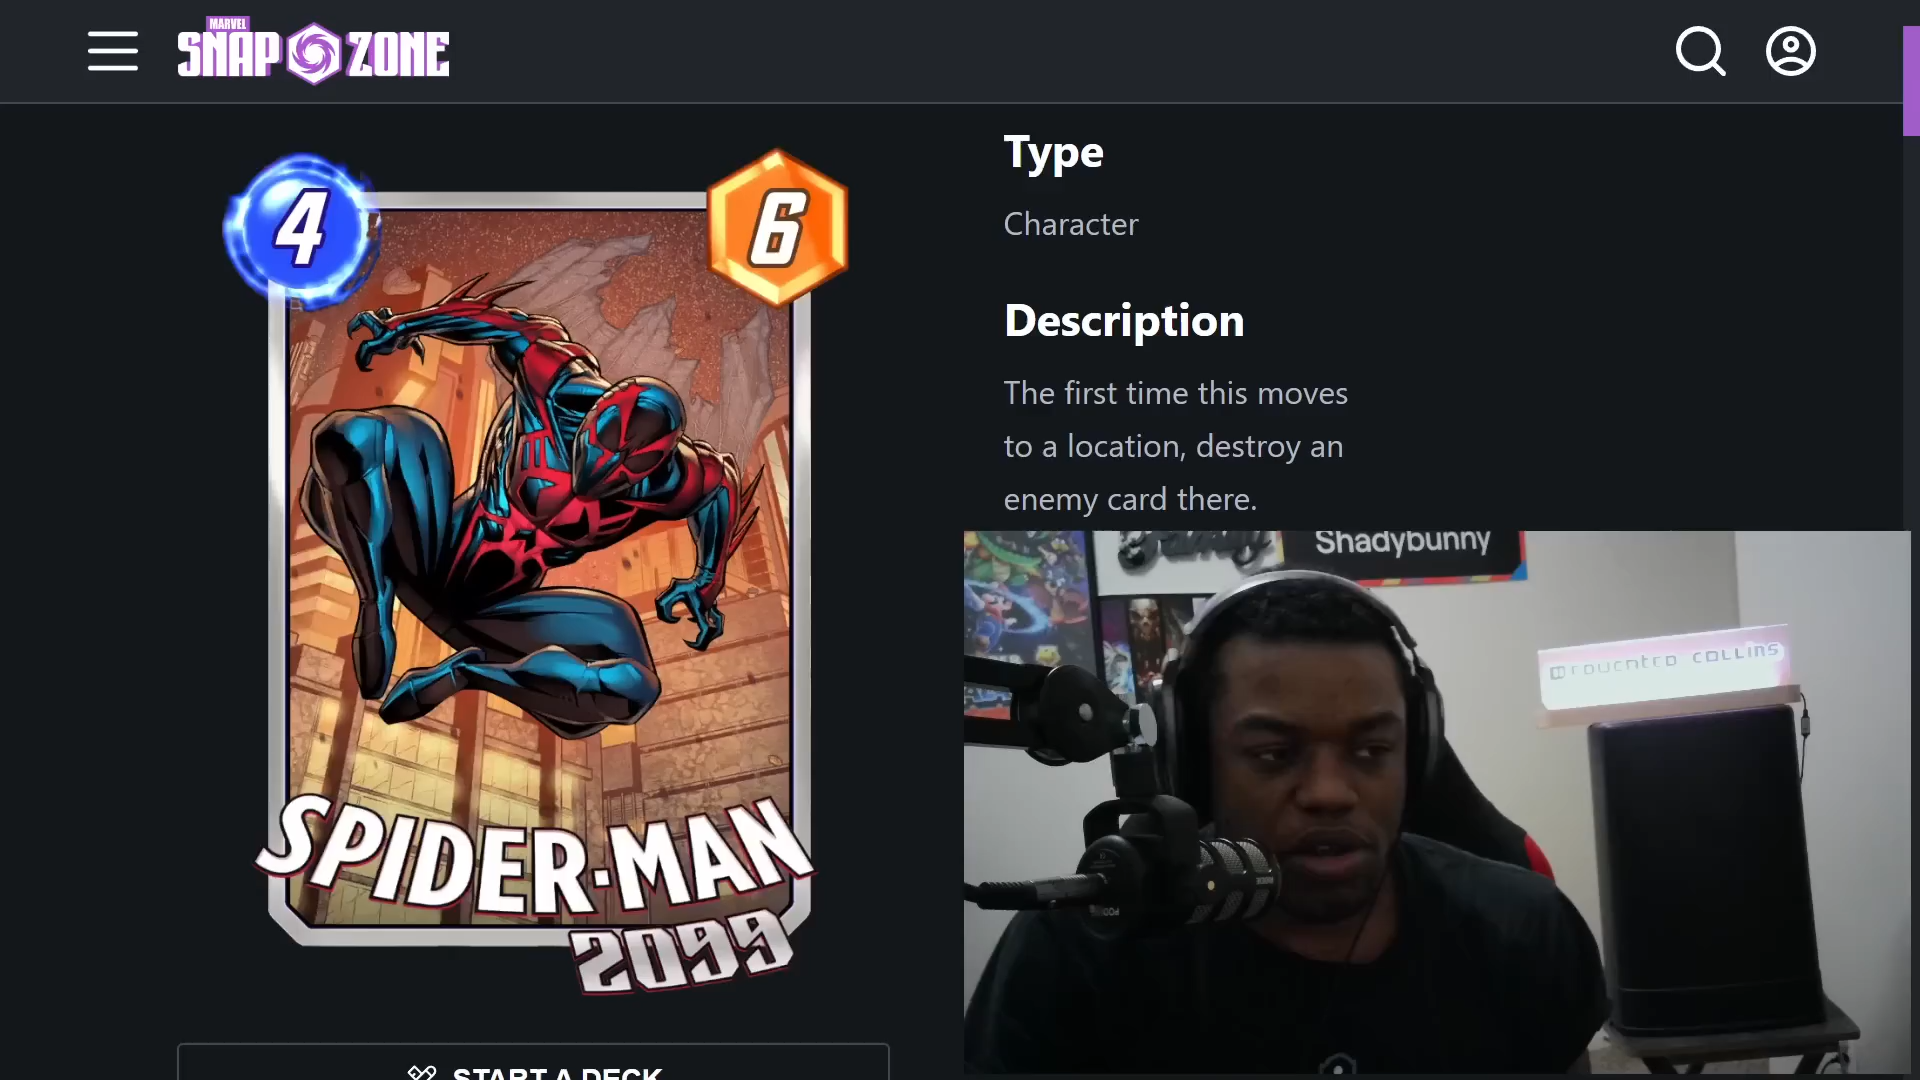 MARVEL
SNAP ZONE
Type
Character
4
6
Description
The first time this moves
to a location, destroy an
enemy card there.
Shadybunny
COLLINS
SPIDER-MAN
2099
START A DECK